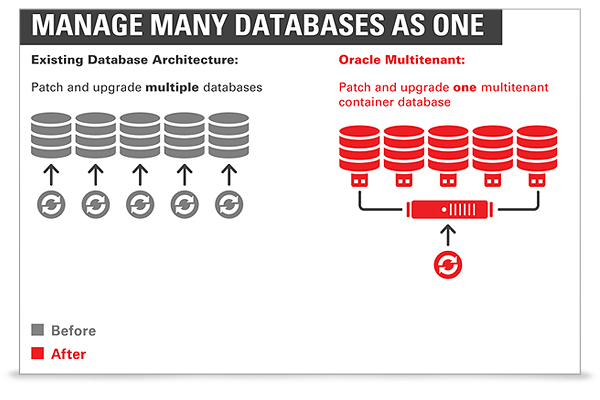 MANAGE MANY DATABASES AS ONE
Existing Database Architecture:
Patch and upgrade multiple databases
Oracle Multitenant:
Patch and upgrade one multitenant
container database
Before
After